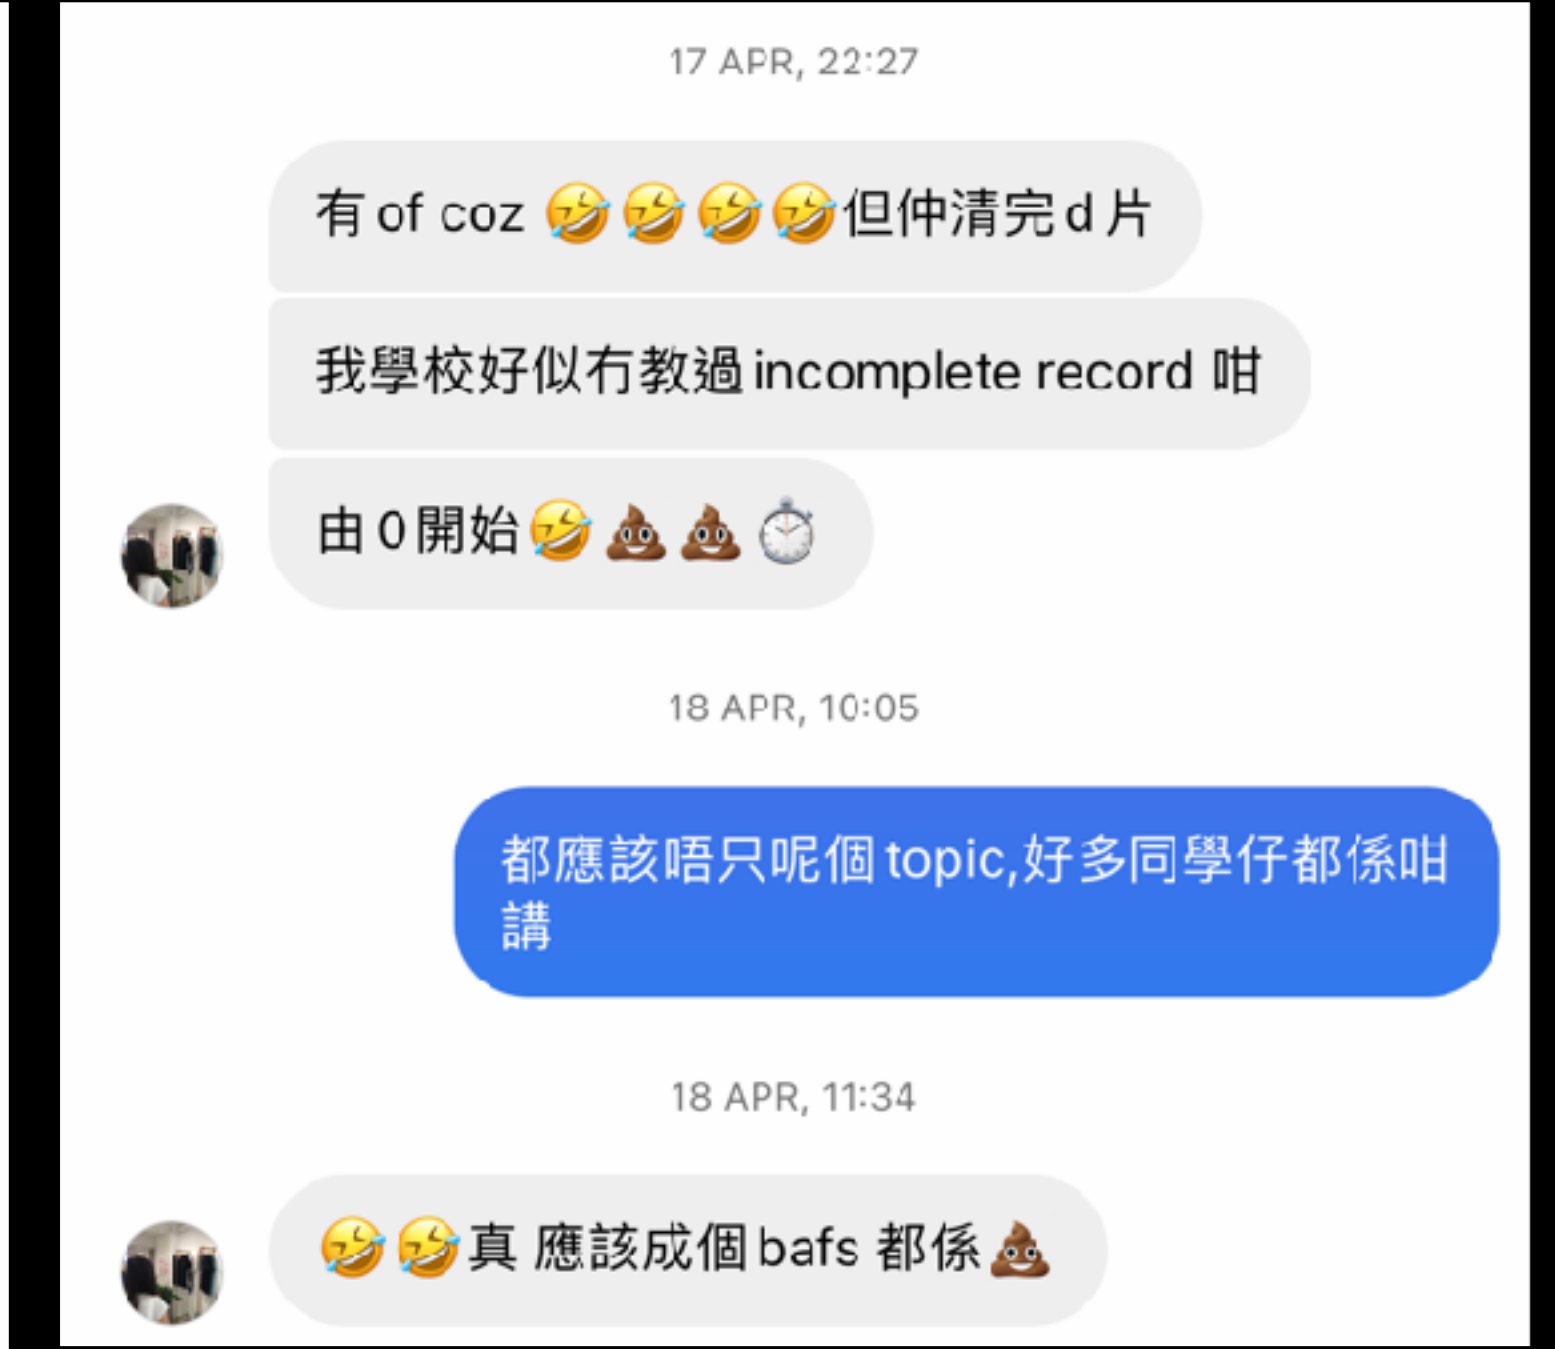 17 APR, 22:27
有 of coz 🤣🤣🤣🤣但仲清完 d 片
我學校好似冇教過 incomplete record 咁
由 0 開始🤣💩💩⏱
18 APR, 10:05
都應該唔只呢個 topic,好多同學仔都係咁
講
18 APR, 11:34
🤣🤣真 應該成個 bafs 都係💩